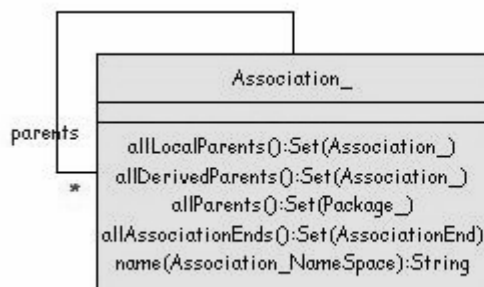 Association_
parents
*
allLocalParents():Set(Association_)
allDerivedParents():Set(Association_)
allParents():Set(Package_)
allAssociationEnds():Set(AssociationEnd)
name(Association_NameSpace):String